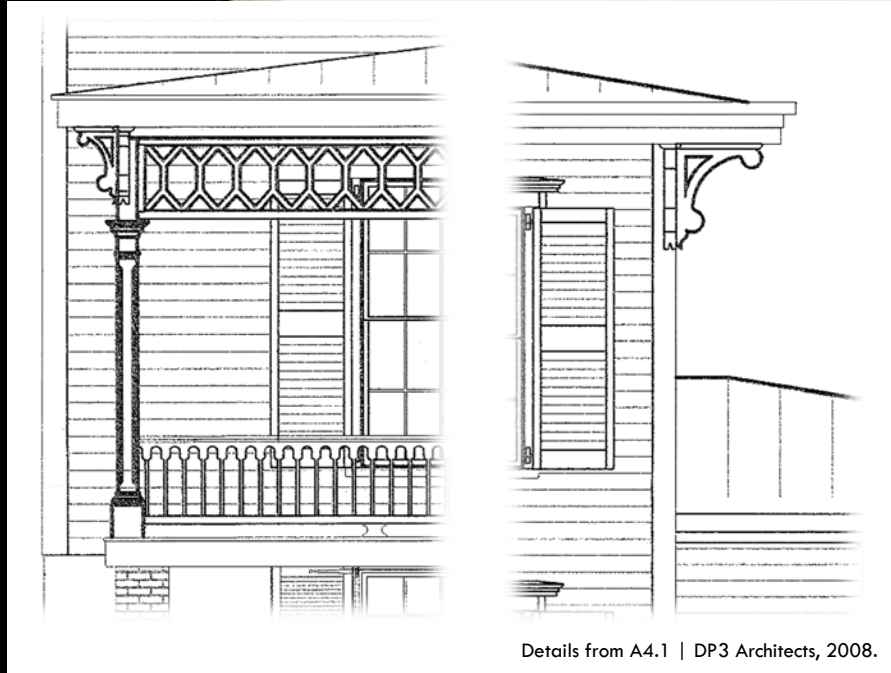 Details from A4.1 | DP3 Architects, 2008.